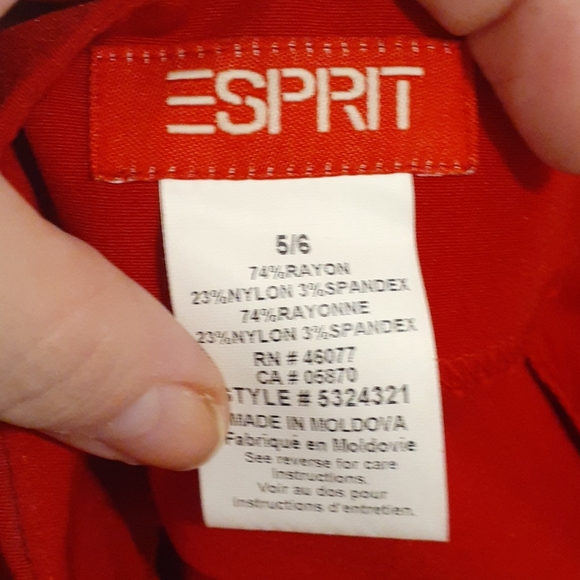 ESPRIT
5/6
74%RAYON
23%NYLON 3%SPANDEX
74%RAYONNE
23%NYLON 3%SPANDEX
RN # 46077
CA # 05870
STYLE # 5324321
MADE IN MOLDOVA
Fabriqué en Moldovie
See reverse for care
Instructions.
Voir au dos pour
instructions d'entretien.